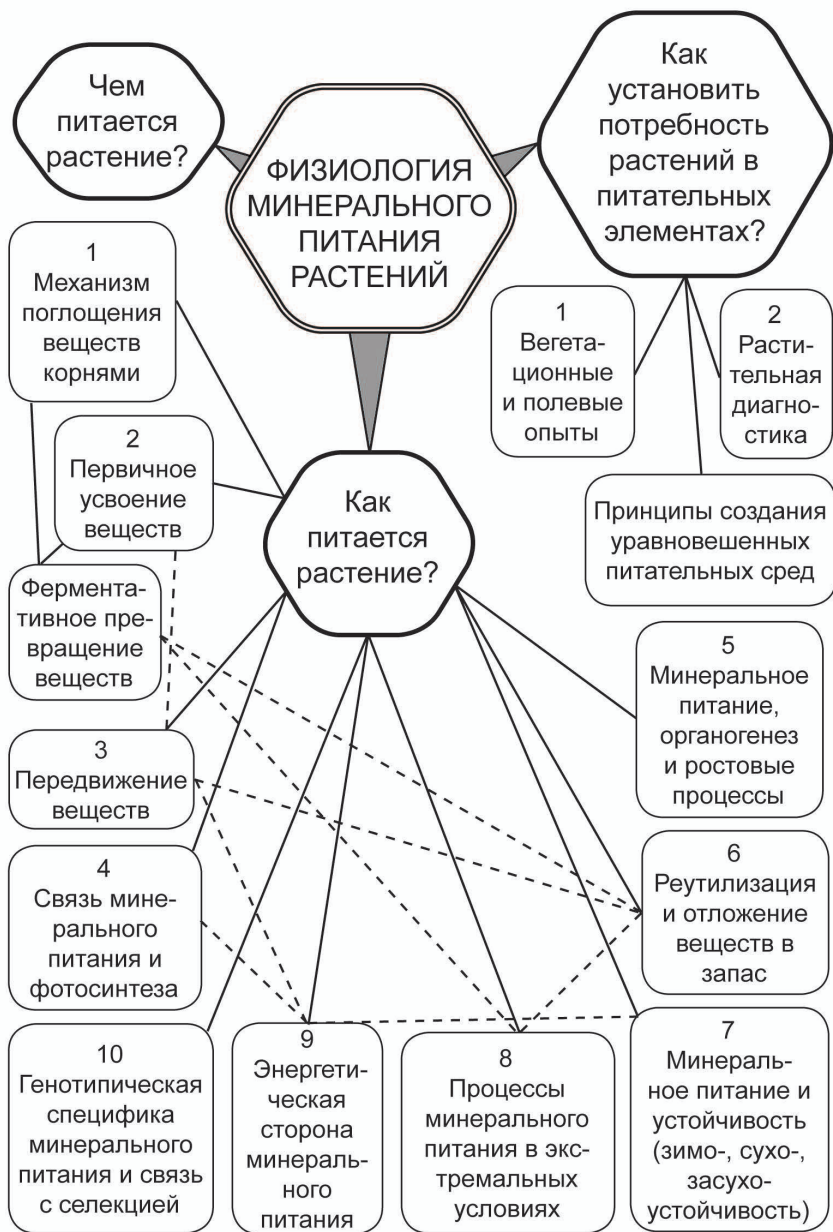 Чем
питается
растение?
ФИЗИОЛОГИЯ
МИНЕРАЛЬНОГО
ПИТАНИЯ
РАСТЕНИЙ
Как
установить
потребность
растений в
питательных
элементах?
1
Механизм
поглощения
веществ
корнями
2
Первичное
усвоение
веществ
Фермента-
тивное пре-
вращение
веществ
1
Вегета-
ционные
и полевые
опыты
2
Расти-
тельная
диагно-
стика
Принципы создания
уравновешенных
питательных сред
Как
питается
растение?
3
Передвижение
веществ
4
Связь мине-
рального
питания и
фотосинтеза
5
Минеральное
питание,
органогенез
и ростовые
процессы
6
Реутилизация
и отложение
веществ в
запас
10
Генотипическая
специфика
минерального
питания и связь
с селекцией
9
Энергети-
ческая
сторона
минераль-
ного
питания
8
Процессы
минерального
питания в экс-
тремальных
условиях
7
Минераль-
ное питание и
устойчивость
(зимо-, сухо-,
засухо-
устойчивость)